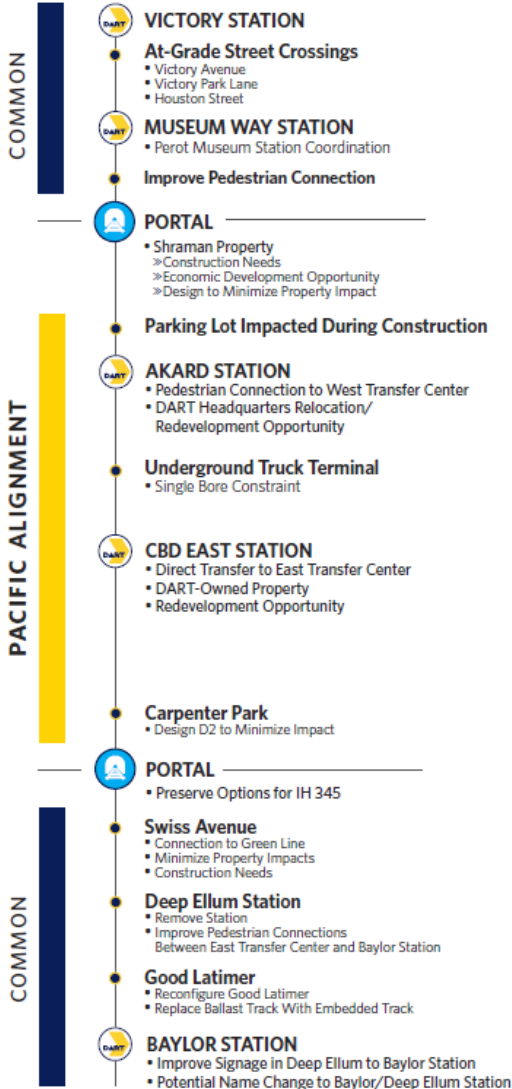 DART
VICTORY STATION
At-Grade Street Crossings
• Victory Avenue
• Victory Park Lane
• Houston Street
COMMON
DART
MUSEUM WAY STATION
• Perot Museum Station Coordination
Improve Pedestrian Connection
PORTAL
• Shraman Property
»Construction Needs
»Economic Development Opportunity
»Design to Minimize Property Impact
Parking Lot Impacted During Construction
DART
AKARD STATION
• Pedestrian Connection to West Transfer Center
• DART Headquarters Relocation/
Redevelopment Opportunity
PACIFIC ALIGNMENT
Underground Truck Terminal
• Single Bore Constraint
DART
CBD EAST STATION
• Direct Transfer to East Transfer Center
• DART-Owned Property
• Redevelopment Opportunity
Carpenter Park
• Design D2 to Minimize Impact
PORTAL
• Preserve Options for IH 345
Swiss Avenue
• Connection to Green Line
• Minimize Property Impacts
• Construction Needs
COMMON
Deep Ellum Station
• Remove Station
• Improve Pedestrian Connections
Between East Transfer Center and Baylor Station
Good Latimer
• Reconfigure Good Latimer
• Replace Ballast Track With Embedded Track
DART
BAYLOR STATION
• Improve Signage in Deep Ellum to Baylor Station
• Potential Name Change to Baylor/Deep Ellum Station